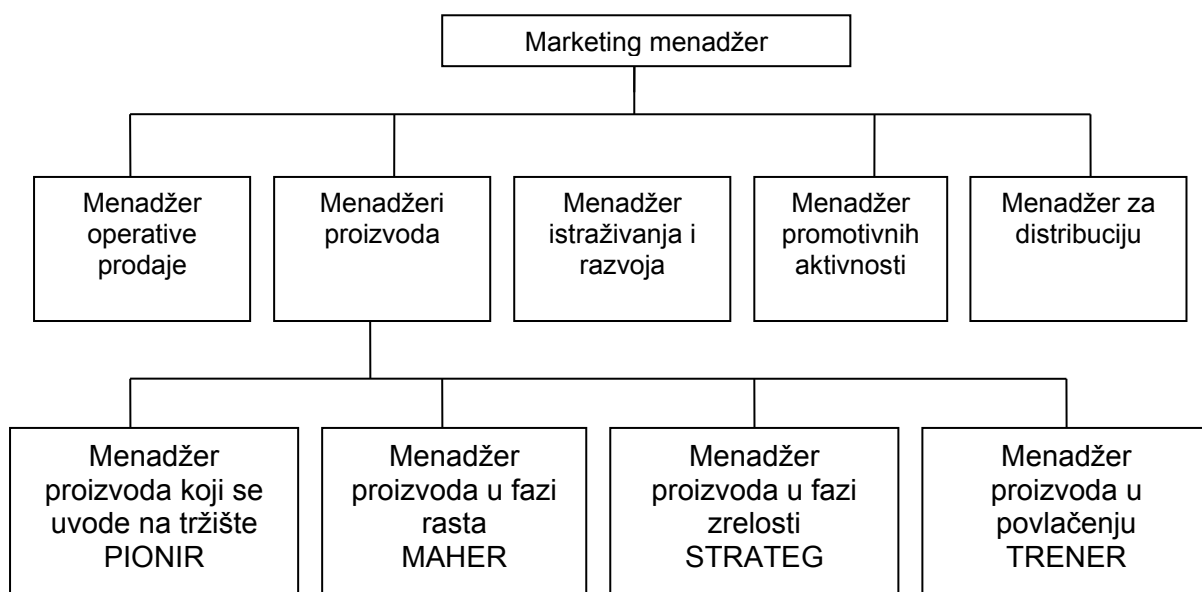 Marketing menadžer
Menadžer
operative
prodaje
Menadžeri
proizvoda
Menadžer
istraživanja i
razvoja
Menadžer
promotivnih
aktivnosti
Menadžer za
distribuciju
Menadžer
proizvoda koji se
uvode na tržište
PIONIR
Menadžer
proizvoda u fazi
rasta
MAHER
Menadžer
proizvoda u fazi
zrelosti
STRATEG
Menadžer
proizvoda u
povlačenju
TRENER